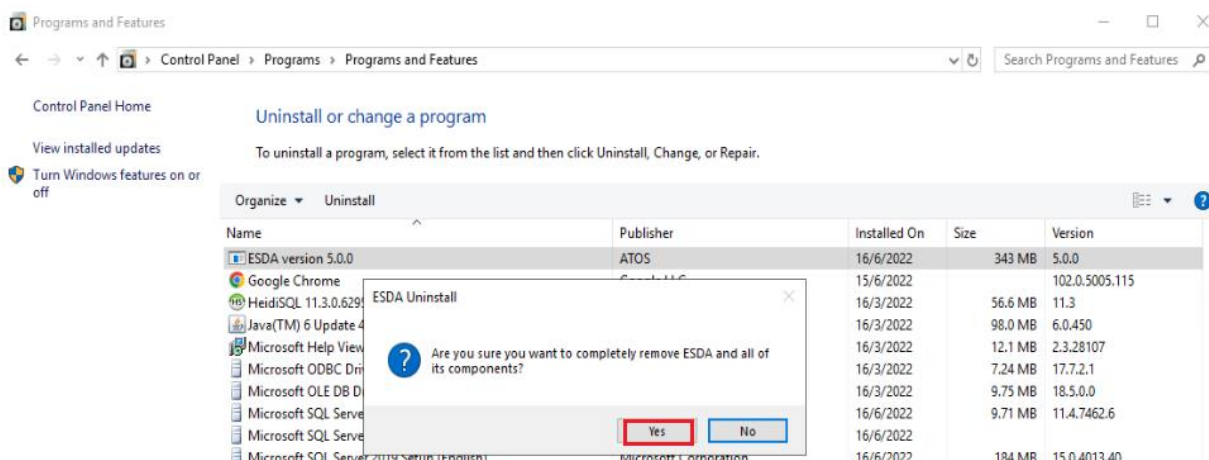 Programs and Features
Control Panel > Programs > Programs and Features
Search Programs and Features
Control Panel Home
View installed updates
Turn Windows features on or
off
Uninstall or change a program
To uninstall a program, select it from the list and then click Uninstall, Change, or Repair.
Organize Uninstall
Name Publisher Installed On Size Version
ESDA version 5.0.0 ATOS 16/6/2022 343 MB 5.0.0
Google Chrome 15/6/2022 102.0.5005.115
HeidiSQL 11.3.0.629 16/3/2022 56.6 MB 11.3
Java(TM) 6 Update 4 16/3/2022 98.0 MB 6.0.450
Microsoft Help View 16/3/2022 12.1 MB 2.3.28107
Microsoft ODBC Dri 16/3/2022 7.24 MB 17.7.2.1
Microsoft OLE DB D 16/3/2022 9.75 MB 18.5.0.0
Microsoft SQL Serve 16/6/2022 9.71 MB 11.4.7462.6
Microsoft SQL Serve 16/6/2022
Microsoft SQL Server 2019 Setup (English) Microsoft Corporation 16/6/2022 184 MB 15.0.4013.40
ESDA Uninstall
Are you sure you want to completely remove ESDA and all of
its components?
Yes No